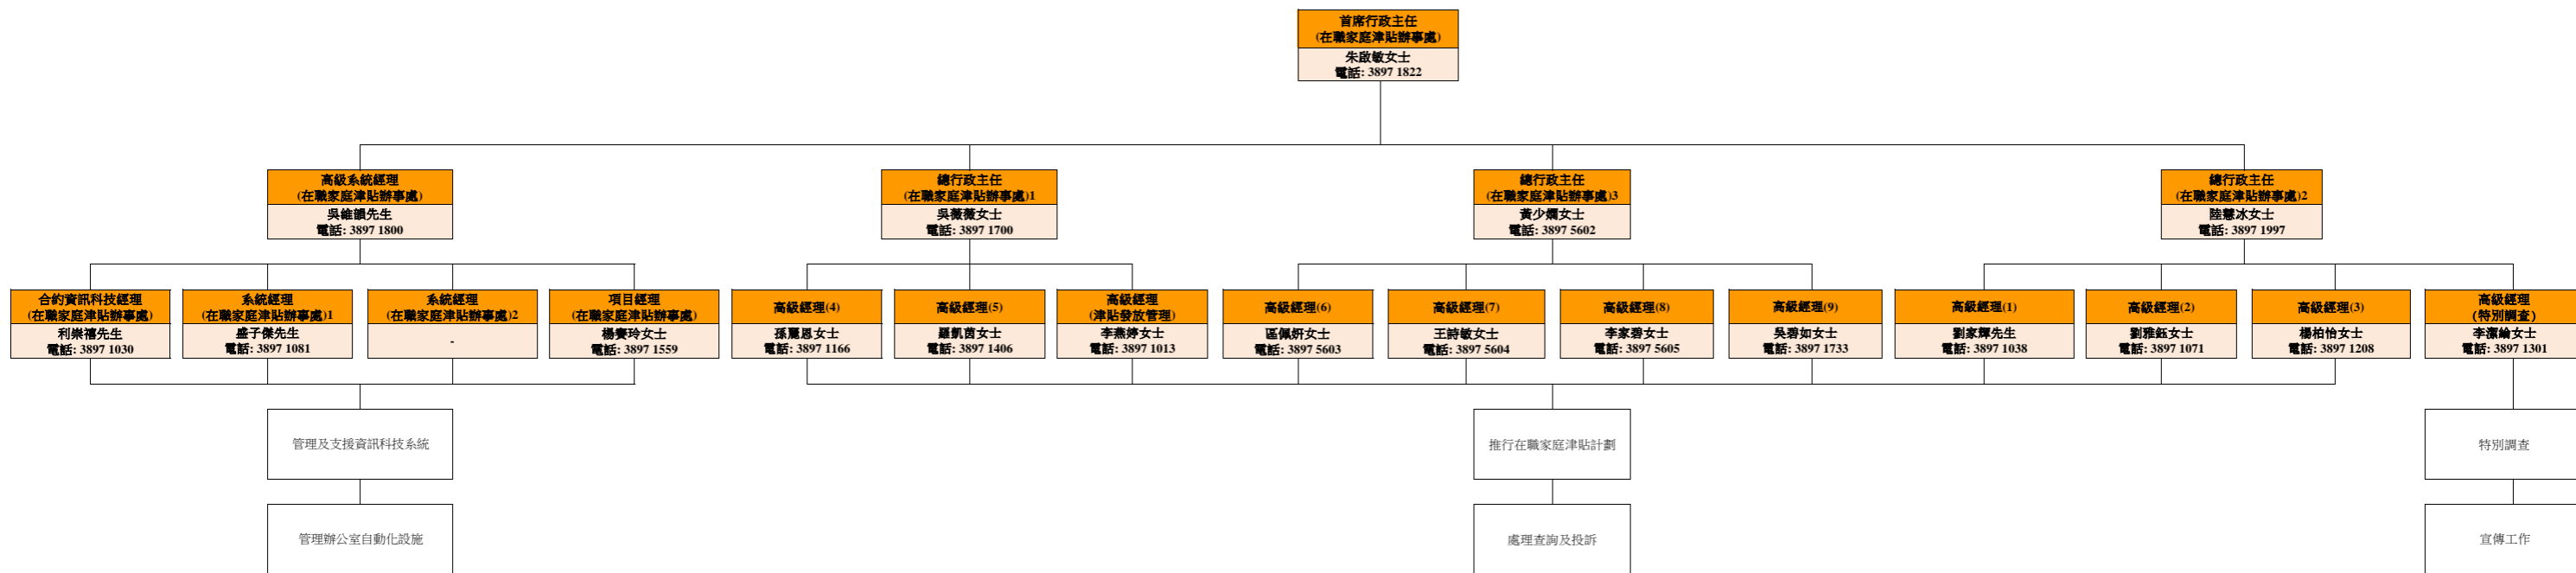 首席行政主任
(在職家庭津貼辦事處)
朱啟敏女士
電話: 3897 1822
高級系統經理
(在職家庭津貼辦事處)
吳維韻先生
電話: 3897 1800
總行政主任
(在職家庭津貼辦事處)1
吳薇薇女士
電話: 3897 1700
總行政主任
(在職家庭津貼辦事處)3
黃少嫻女士
電話: 3897 5602
總行政主任
(在職家庭津貼辦事處)2
陸慧冰女士
電話: 3897 1997
合約資訊科技經理
(在職家庭津貼辦事處)
利崇禧先生
電話: 3897 1030
系統經理
(在職家庭津貼辦事處)1
盛子傑先生
電話: 3897 1081
系統經理
(在職家庭津貼辦事處)2
-
項目經理
(在職家庭津貼辦事處)
楊賽玲女士
電話: 3897 1559
高級經理(4)
孫麗恩女士
電話: 3897 1166
高級經理(5)
羅凱茵女士
電話: 3897 1406
高級經理
(津貼發放管理)
李燕婷女士
電話: 3897 1013
高級經理(6)
區佩妍女士
電話: 3897 5603
高級經理(7)
王詩敏女士
電話: 3897 5604
高級經理(8)
李家碧女士
電話: 3897 5605
高級經理(9)
吳碧如女士
電話: 3897 1733
高級經理(1)
劉家輝先生
電話: 3897 1038
高級經理(2)
劉雅鈺女士
電話: 3897 1071
高級經理(3)
楊柏怡女士
電話: 3897 1208
高級經理
(特別調查)
李潔綸女士
電話: 3897 1301
管理及支援資訊科技系統
推行在職家庭津貼計劃
特別調查
管理辦公室自動化設施
處理查詢及投訴
宣傳工作